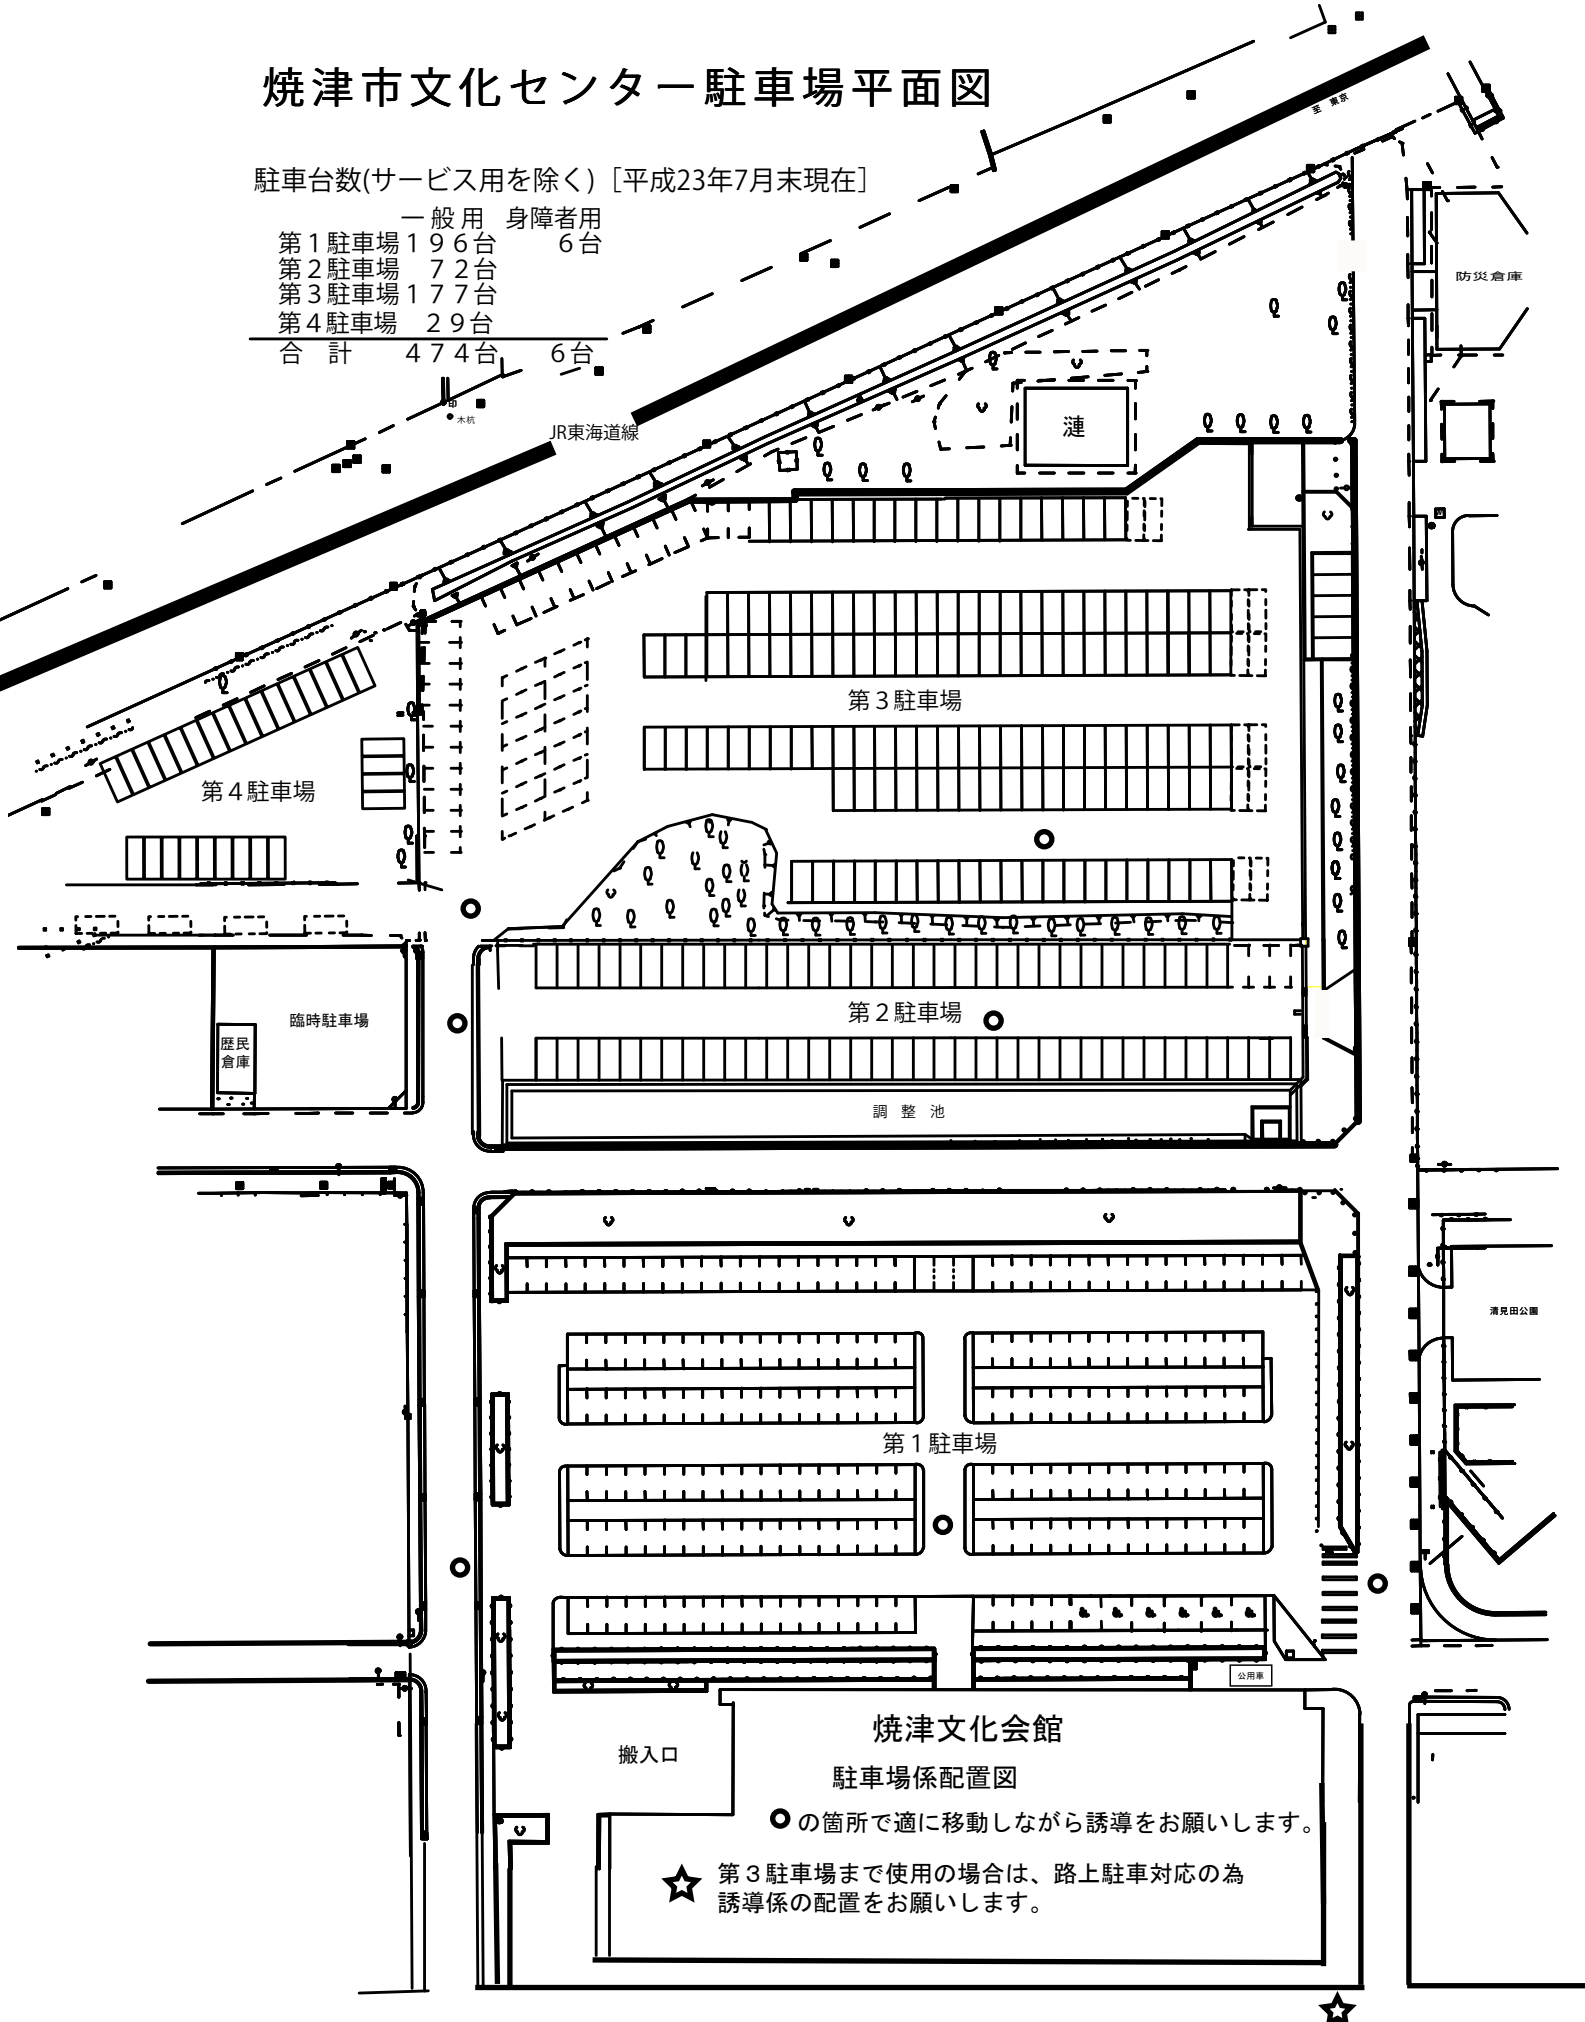 焼津市文化センター駐車場平面図
至 東京
駐車台数(サービス用を除く)［平成23年7月末現在］
一般用 身障者用
第１駐車場１９６台 ６台
第２駐車場 ７２台
第３駐車場１７７台
第４駐車場 ２９台
合 計 ４７４台 ６台
防災倉庫
木杭
JR東海道線
漣
第３駐車場
第４駐車場
第２駐車場
臨時駐車場
歴民
倉庫
調 整 池
清見田公園
第１駐車場
公用車
焼津文化会館
搬入口
駐車場係配置図
の箇所で適に移動しながら誘導をお願いします。
第３駐車場まで使用の場合は、路上駐車対応の為
誘導係の配置をお願いします。